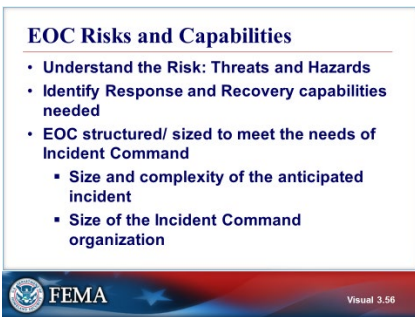 EOC Risks and Capabilities
• Understand the Risk: Threats and Hazards
• Identify Response and Recovery capabilities
needed
• EOC structured/ sized to meet the needs of
Incident Command
▪ Size and complexity of the anticipated
incident
▪ Size of the Incident Command
organization
FEMA
Visual 3.56